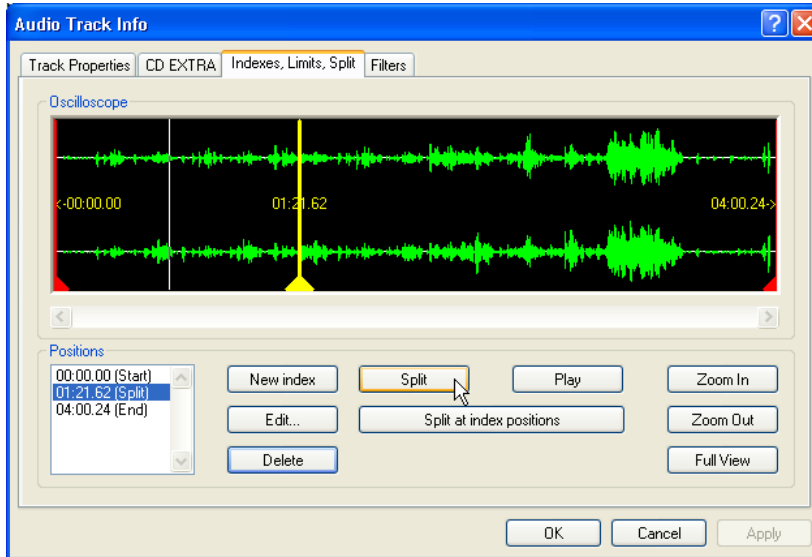 Audio Track Info
Track Properties CD EXTRA Indexes, Limits, Split Filters
Oscilloscope
<-00:00.00 01:21.62 04:00.24->
Positions
00:00.00 (Start)
01:21.62 (Split)
04:00.24 (End)
New index Split Play Zoom In
Edit... Split at index positions Zoom Out
Delete Full View
OK Cancel Apply